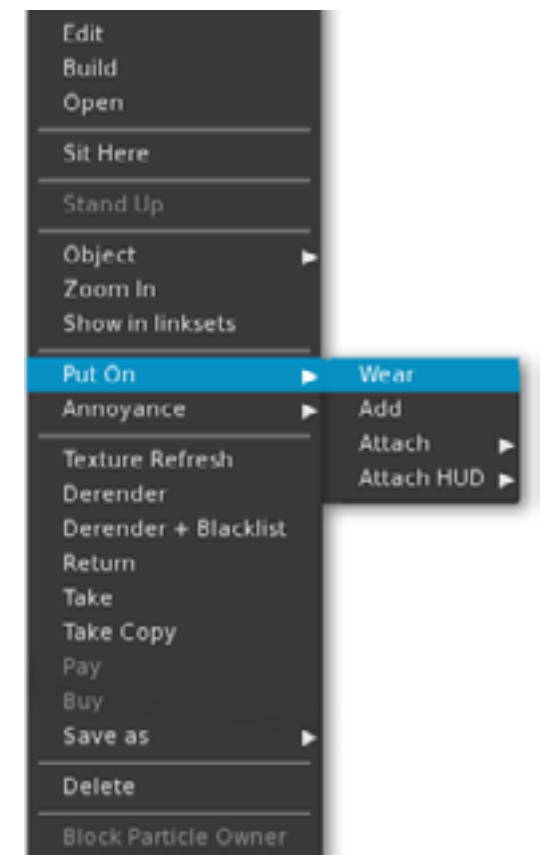 Edit
Build
Open
Sit Here
Stand Up
Object
Zoom In
Show in linksets
Put On
Wear
Annoyance
Add
Attach
Attach HUD
Texture Refresh
Derender
Derender + Blacklist
Return
Take
Take Copy
Pay
Buy
Save as
Delete
Block Particle Owner